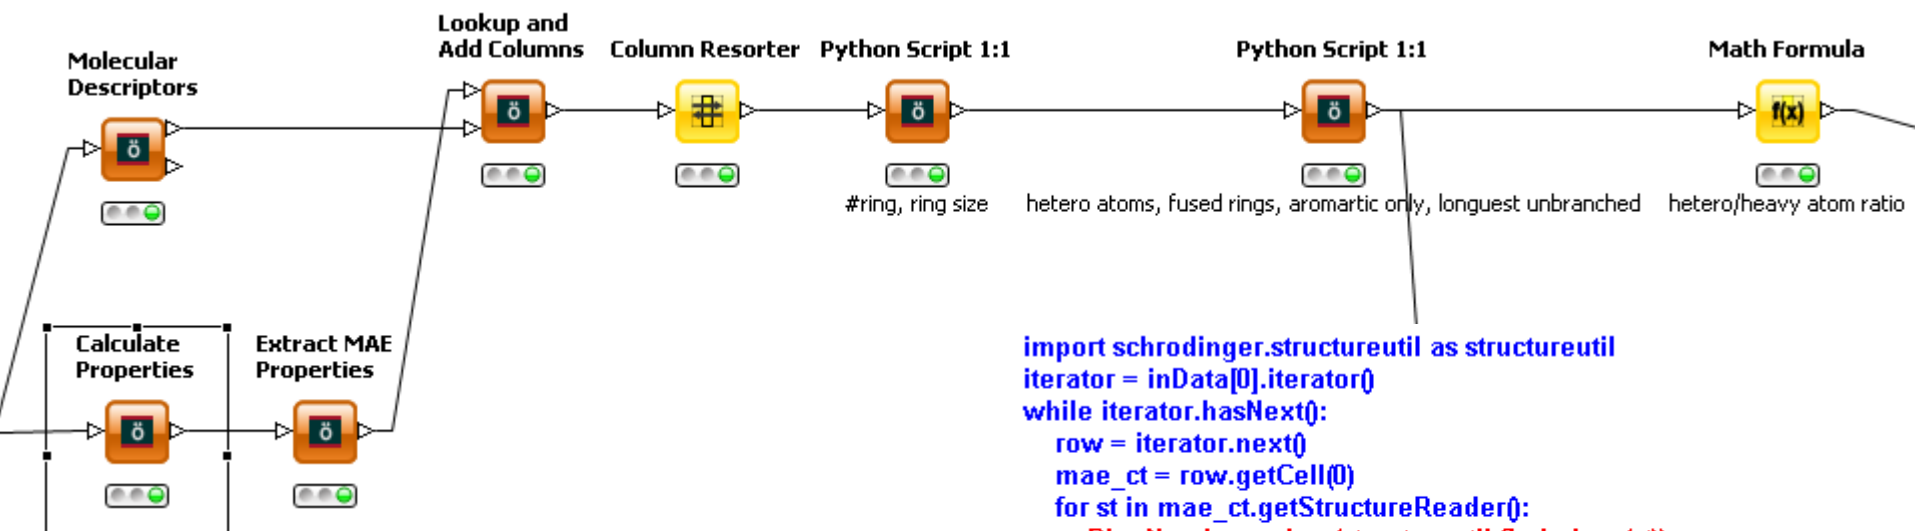 Lookup and
Add Columns
Column Resorter
Python Script 1:1
Python Script 1:1
Math Formula
Molecular
Descriptors
#ring, ring size
hetero atoms, fused rings, aromartic only, longuest unbranched
hetero/heavy atom ratio
Calculate
Properties
Extract MAE
Properties
f(x)
ö
ö
ö
ö
ö
ö
import schrodinger.structureutil as structureutil
iterator = inData[0].iterator()
while iterator.hasNext():
row = iterator.next()
mae_ct = row.getCell(0)
for st in mae_ct.getStructureReader():